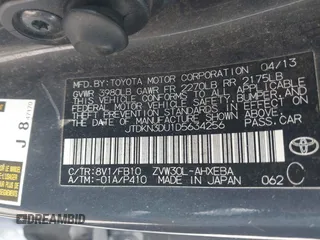 MFD. BY: TOYOTA MOTOR CORPORATION 04/13
GVWR 3980LB GAWR FR 2270LB RR 2175LB
THIS VEHICLE CONFORMS TO ALL APPLICABLE
FEDERAL MOTOR VEHICLE SAFETY, BUMPER, AND
THEFT PREVENTION STANDARDS IN EFFECT ON
THE DATE OF MANUFACTURE SHOWN ABOVE.
JTDKN3DU1D5634256 PASS. CAR
C/TR: 8V1/FB10 ZVW30L-AHXEBA
A/TM: -01A/P410 MADE IN JAPAN 062 C
TOYOTA
J 8
DREAMBID